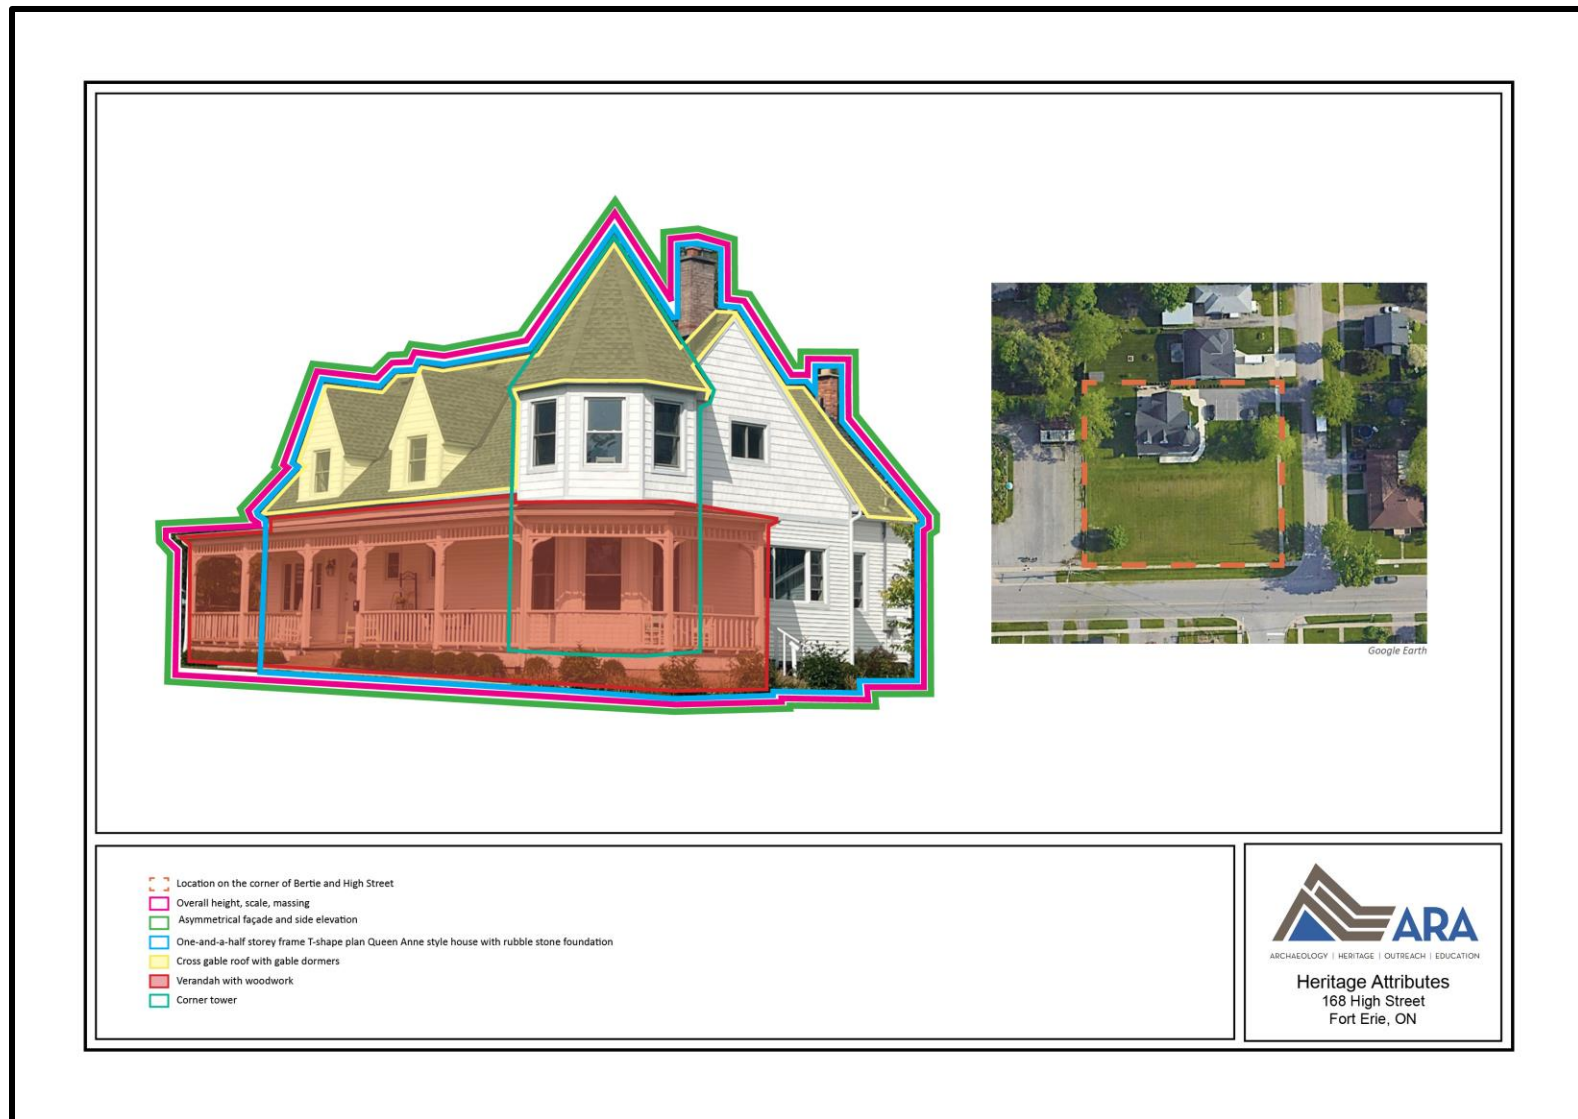 Google Earth
Location on the corner of Bertie and High Street
Overall height, scale, massing
Asymmetrical façade and side elevation
One-and-a-half storey frame T-shape plan Queen Anne style house with rubble stone foundation
Cross gable roof with gable dormers
Verandah with woodwork
Corner tower
ARA
ARCHAEOLOGY | HERITAGE | OUTREACH | EDUCATION
Heritage Attributes
168 High Street
Fort Erie, ON